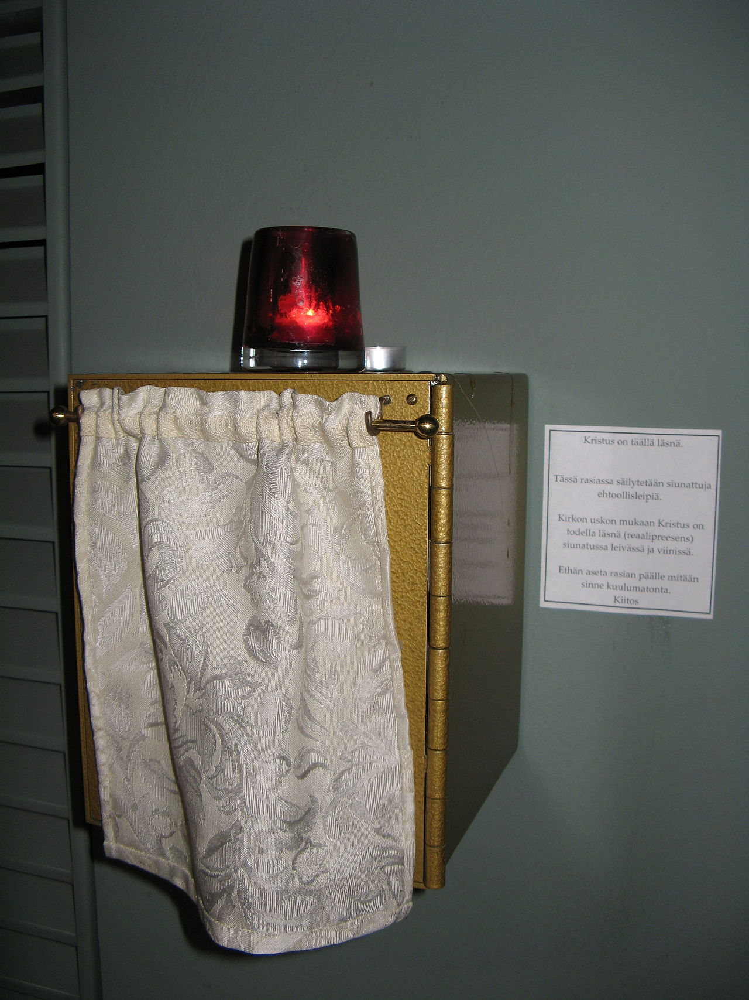 Kristus on täällä läsnä.
Tässä rasiassa säilytetään siunattuja
ehtoollisleipiä.
Kirkon uskon mukaan Kristus on
todella läsnä (reaalipreesens)
siunatussa leivässä ja viinissä.
Ethän aseta rasian päälle mitään
sinne kuulumatonta.
Kiitos